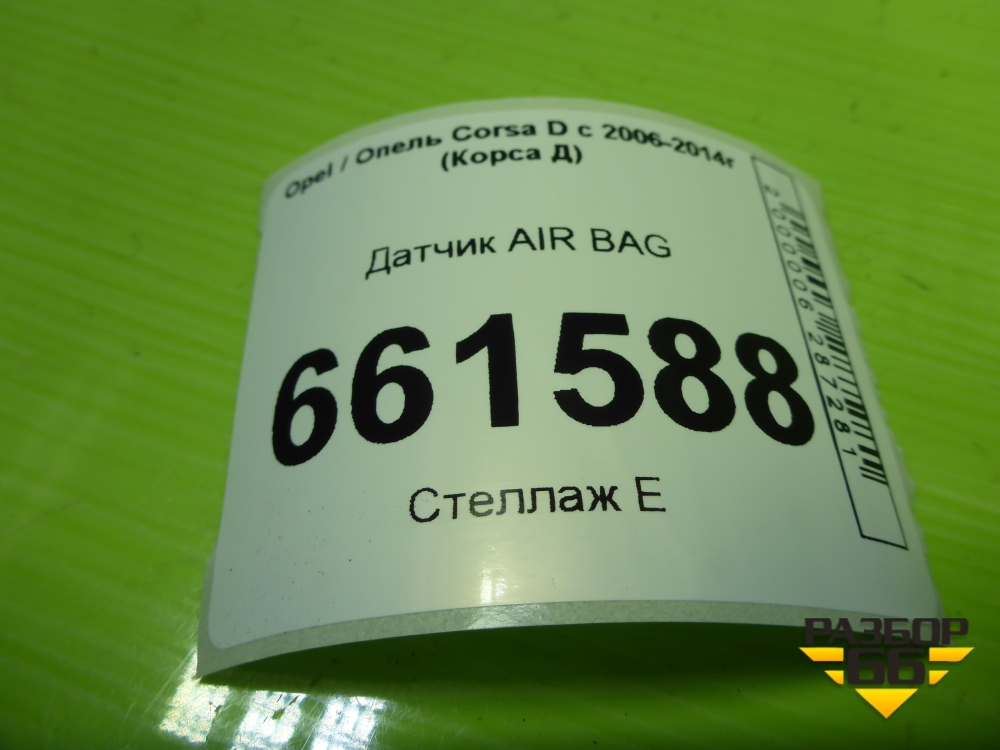 Opel / Опель Corsa D с 2006-2014г
(Корса Д)
Датчик AIR BAG
661588
Стеллаж Е
2000006287281
РАЗБОР
66